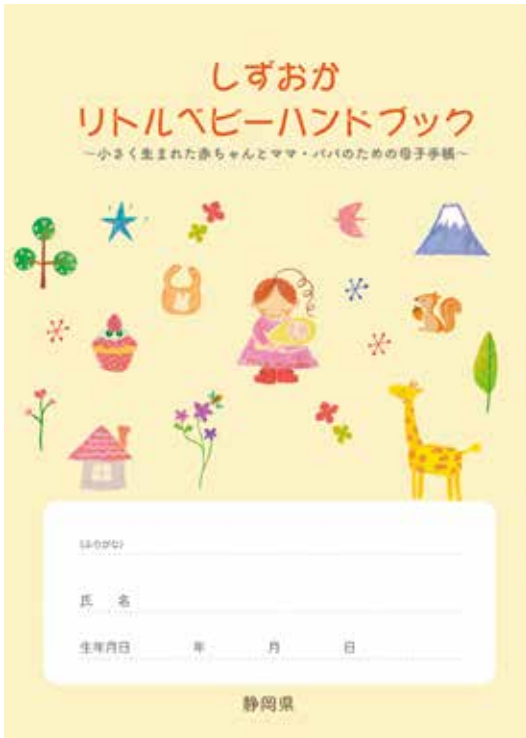 しずおか
リトルベビーハンドブック
～小さく生まれた赤ちゃんとママ・パパのための母子手帳～
(ふりがな)
氏 名
生年月日 年 月 日
静岡県